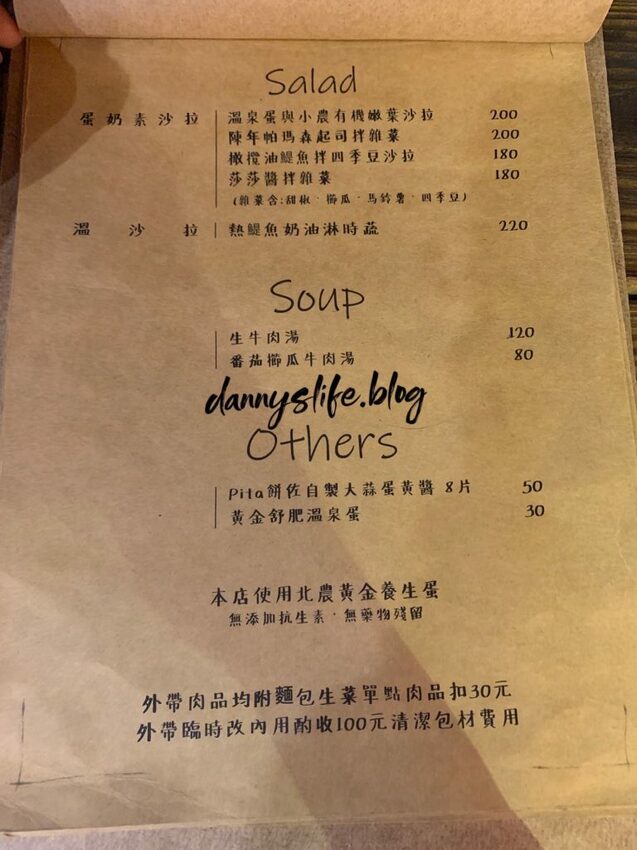 Salad
蛋奶素沙拉 溫泉蛋與小農有機嫩葉沙拉 200
陳年帕瑪森起司拌雜菜 200
橄欖油鯷魚拌四季豆沙拉 180
莎莎醬拌雜菜 180
(雜菜含:甜椒、櫛瓜、馬鈴薯、四季豆)
溫沙拉 熱鯷魚奶油淋時蔬 220
Soup
生牛肉湯 120
番茄櫛瓜牛肉湯 80
dannyslife.blog
Others
Pita餅佐自製大蒜蛋黃醬 8片 50
黃金舒肥溫泉蛋 30
本店使用北農黃金養生蛋
無添加抗生素、無藥物殘留
外帶肉品均附麵包生菜單點肉品扣30元
外帶臨時改內用酌收100元清潔包材費用